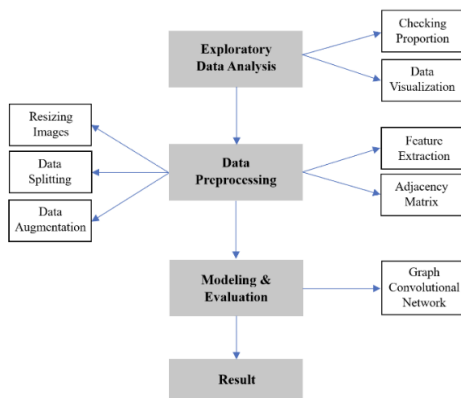 Checking
Proportion
Exploratory
Data Analysis
Data
Visualization
Resizing
Images
Data
Splitting
Data
Augmentation
Data
Preprocessing
Feature
Extraction
Adjacency
Matrix
Modeling &
Evaluation
Graph
Convolutional
Network
Result